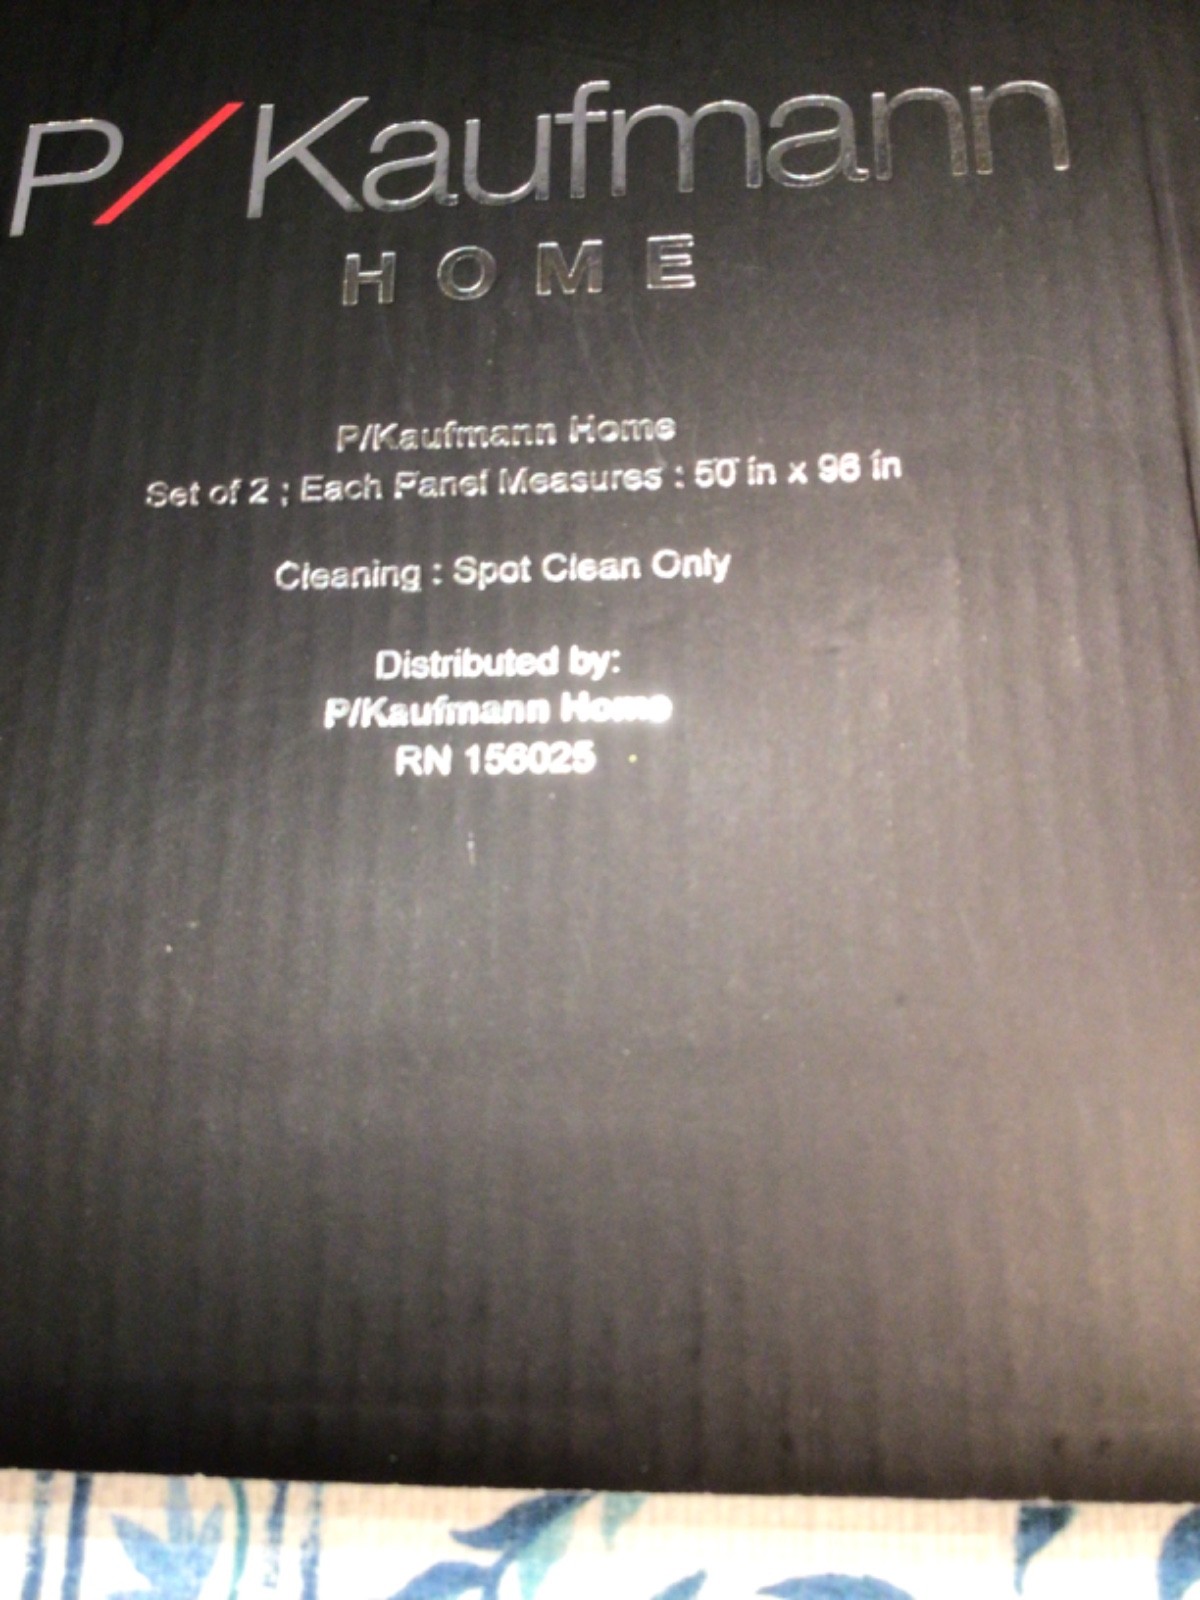 P/Kaufmann
HOME
P/Kaufmann Home
Set of 2 ; Each Panel Measures : 50 in x 96 in
Cleaning : Spot Clean Only
Distributed by:
P/Kaufmann Home
RN 156025